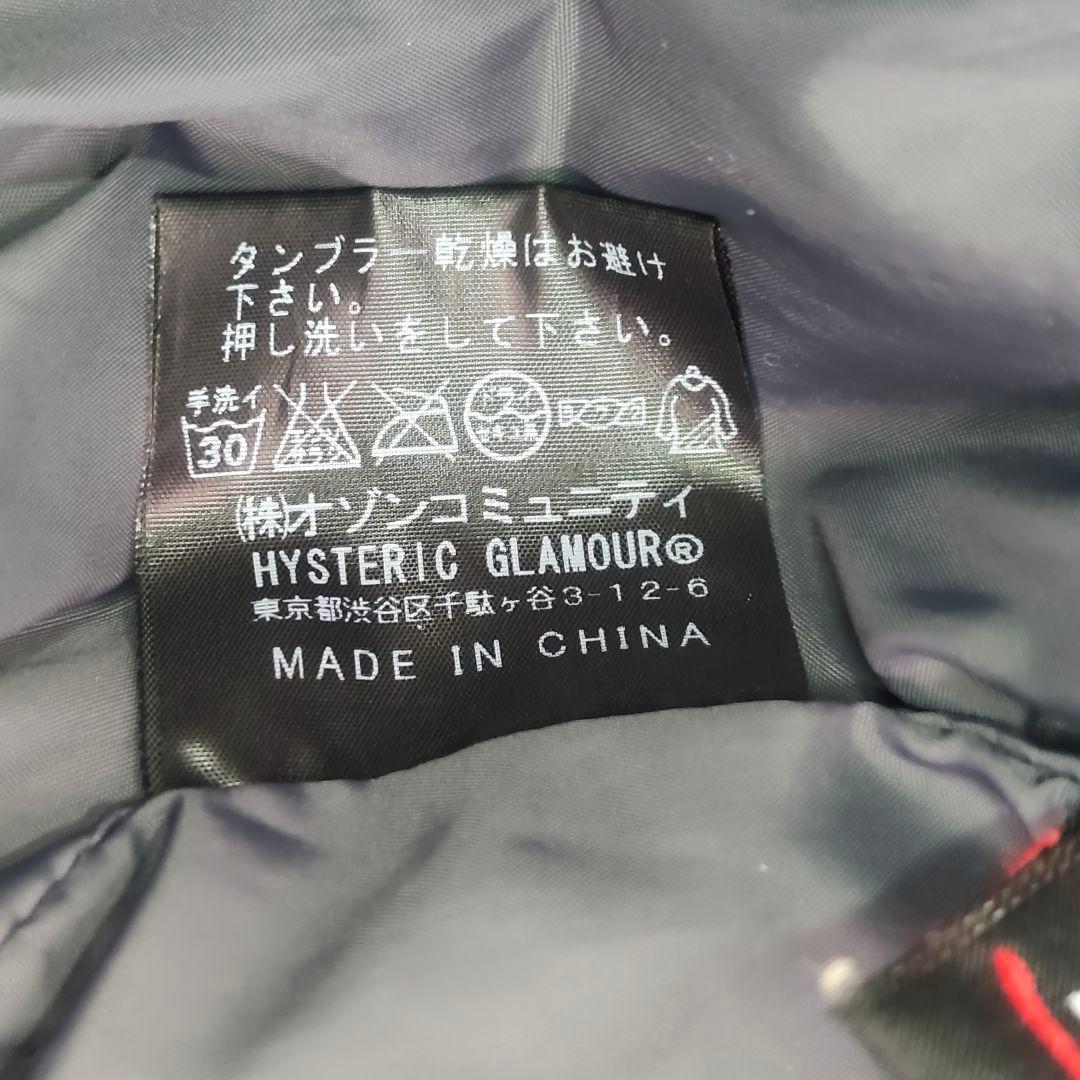 タンブラー乾燥はお避け
下さい。
押し洗いをして下さい。
手洗イ
30
(株)オゾンコミュニティ
HYSTERIC GLAMOUR®
東京都渋谷区千駄ヶ谷3-12-6
MADE IN CHINA